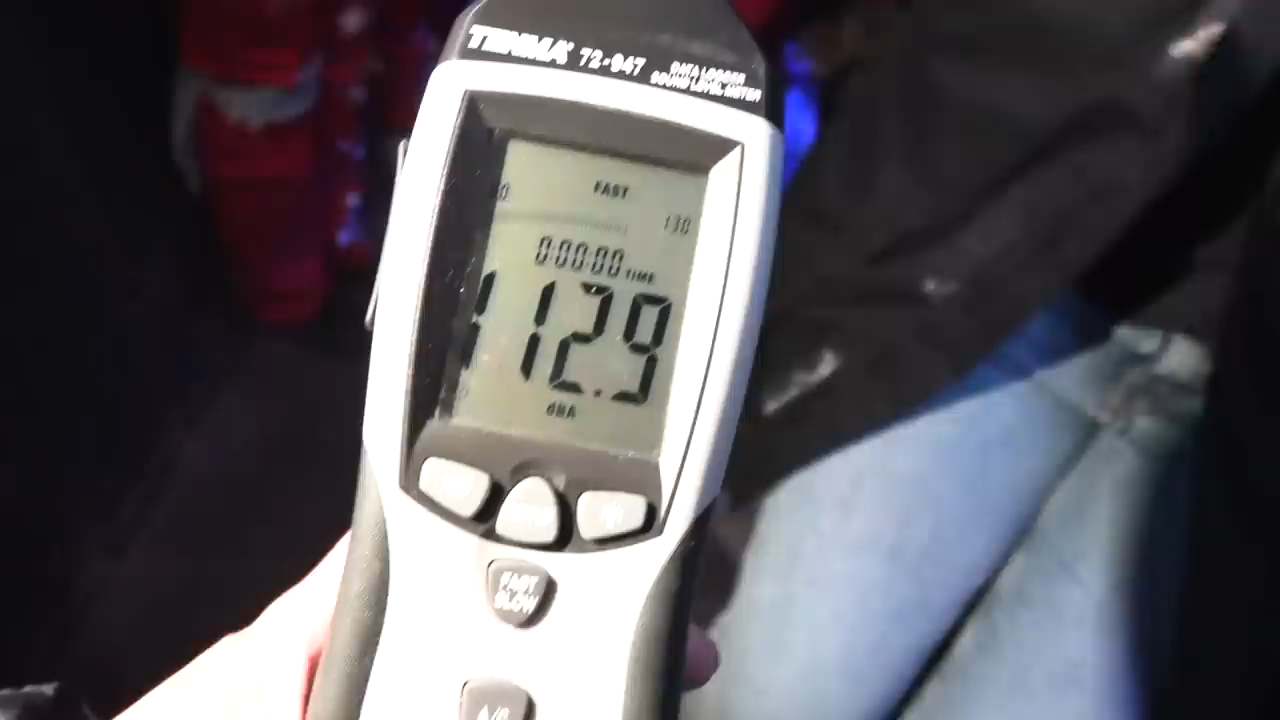 TENMA 72-947 DATA LOGGER
SOUND LEVEL METER
FAST
130
0:00:00 TIME
112.9
dBA
FAST
SLOW